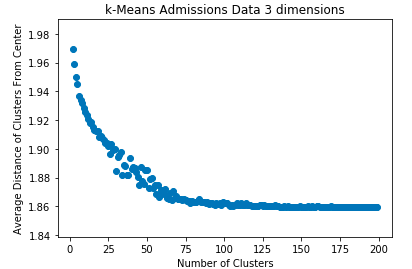 k-Means Admissions Data 3 dimensions
Average Distance of Clusters From Center
1.98
1.96
1.94
1.92
1.90
1.88
1.86
1.84
0 25 50 75 100 125 150 175 200
Number of Clusters